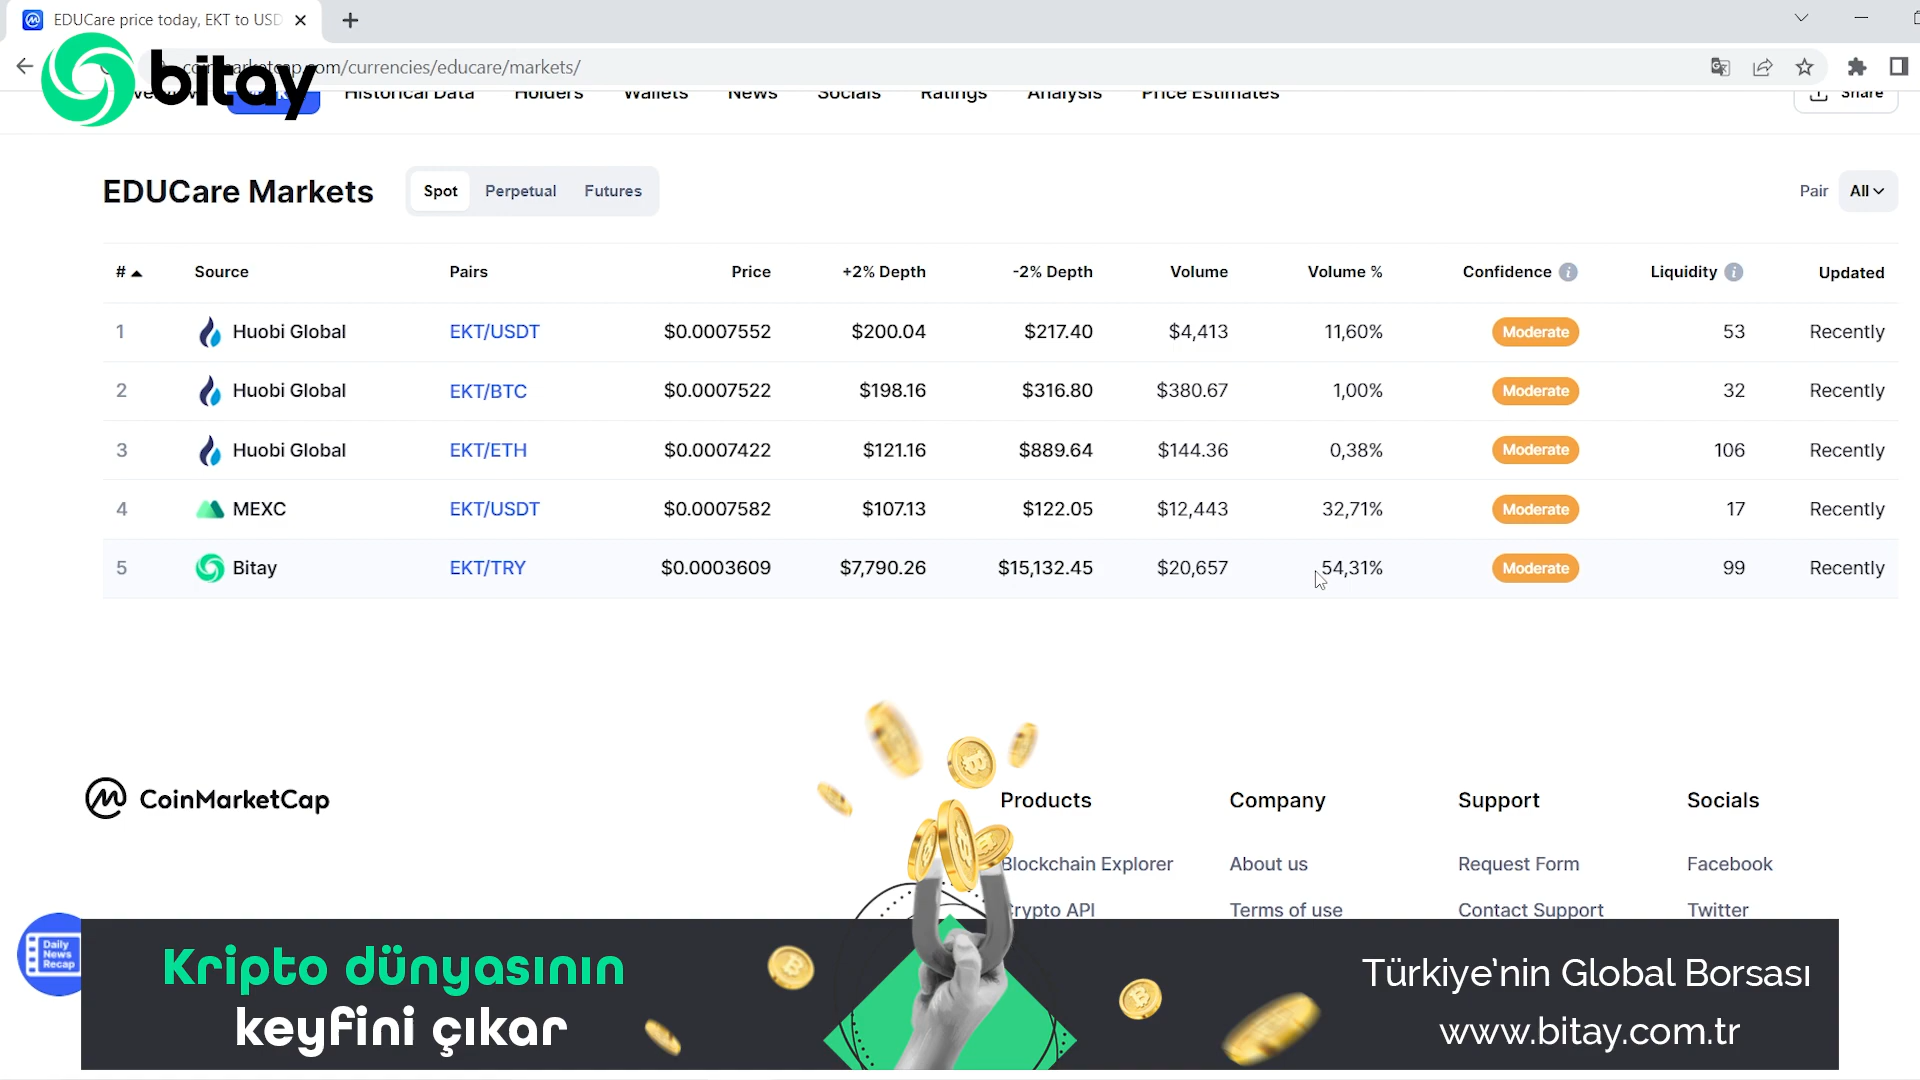 EDUCare price today, EKT to USD
bitay
coinmarketcap.com/currencies/educare/markets/
Historical Data Holders Wallets News Socials Ratings Analysis Price Estimates Share
EDUCare Markets Spot Perpetual Futures Pair All
# Source Pairs Price +2% Depth -2% Depth Volume Volume % Confidence Liquidity Updated
1 Huobi Global EKT/USDT $0.0007552 $200.04 $217.40 $4,413 11,60% Moderate 53 Recently
2 Huobi Global EKT/BTC $0.0007522 $198.16 $316.80 $380.67 1,00% Moderate 32 Recently
3 Huobi Global EKT/ETH $0.0007422 $121.16 $889.64 $144.36 0,38% Moderate 106 Recently
4 MEXC EKT/USDT $0.0007582 $107.13 $122.05 $12,443 32,71% Moderate 17 Recently
5 Bitay EKT/TRY $0.0003609 $7,790.26 $15,132.45 $20,657 54,31% Moderate 99 Recently
CoinMarketCap Products Company Support Socials
Blockchain Explorer About us Request Form Facebook
Crypto API Terms of use Contact Support Twitter
Daily
News
Recap
Kripto dünyasının
keyfini çıkar
Türkiye’nin Global Borsası
www.bitay.com.tr